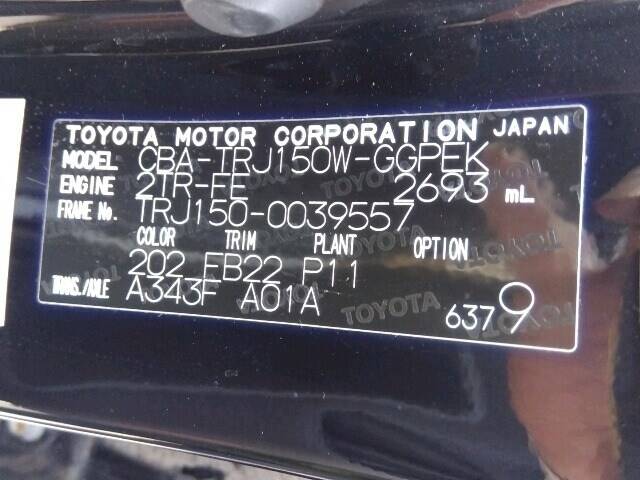 TOYOTA MOTOR CORPORATION JAPAN
MODEL CBA-TRJ150W-GGPEK
ENGINE 2TR-FE 2693 mL
FRAME No. TRJ150-0039557
COLOR TRIM PLANT OPTION
202 FB22 P11
TRANS./AXLE A343F A01A
6379